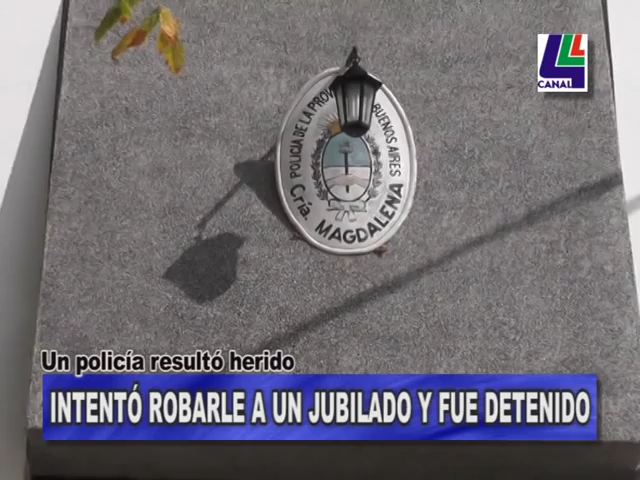 CANAL
POLICIA DE LA PROV BUENOS AIRES
Cría. MAGDALENA
Un policía resultó herido
INTENTÓ ROBARLE A UN JUBILADO Y FUE DETENIDO